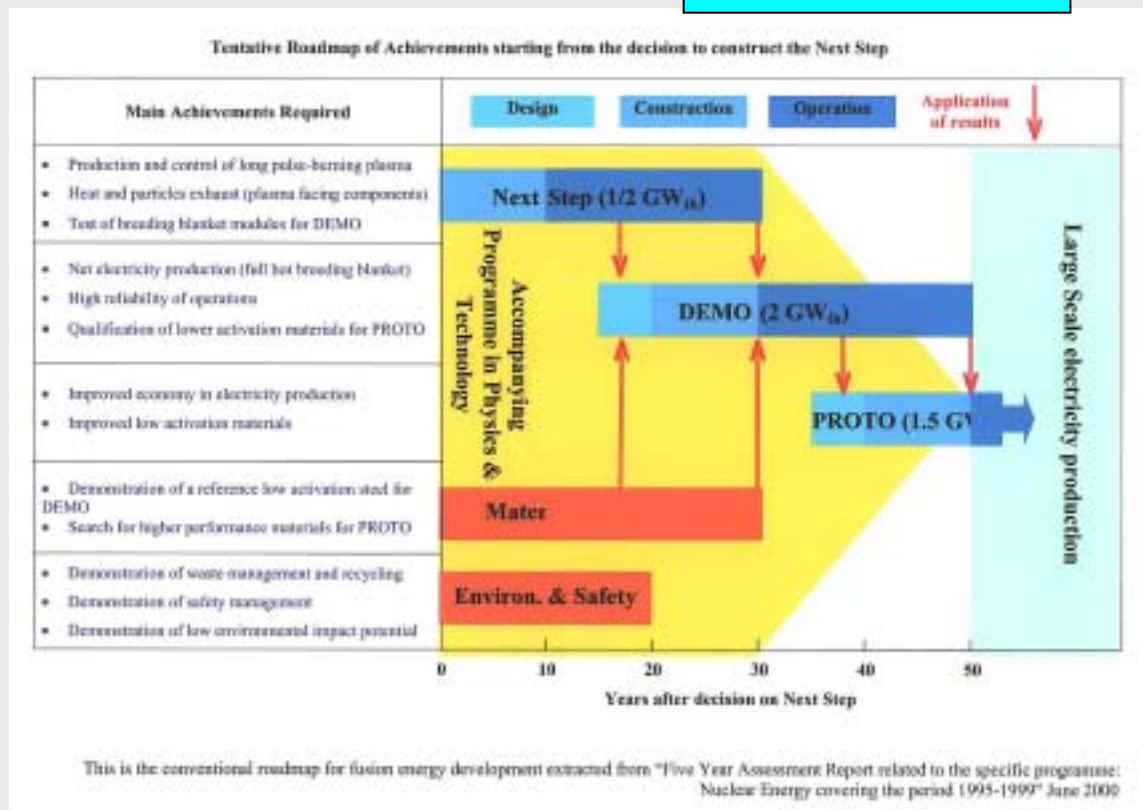 Tentative Roadmap of Achievements starting from the decision to construct the Next Step
Main Achievements Required
Design
Construction
Operation
Application
of results
• Production and control of long pulse-burning plasma
• Heat and particles exhaust (plasma facing components)
• Test of breeding blanket modules for DEMO
• Net electricity production (full hot breeding blanket)
• High reliability of operations
• Qualification of lower activation materials for PROTO
• Improved economy in electricity production
• Improved low activation materials
• Demonstration of a reference low activation steel for
DEMO
• Search for higher performance materials for PROTO
• Demonstration of waste management and recycling
• Demonstration of safety management
• Demonstration of low environmental impact potential
Next Step (1/2 GWth)
Accompanying
Programme in Physics &
Technology
DEMO (2 GWth)
PROTO (1.5 GW
Mater
Environ. & Safety
Large Scale electricity production
0 10 20 30 40 50
Years after decision on Next Step
This is the conventional roadmap for fusion energy development extracted from "Five Year Assessment Report related to the specific programme:
Nuclear Energy covering the period 1995-1999" June 2000